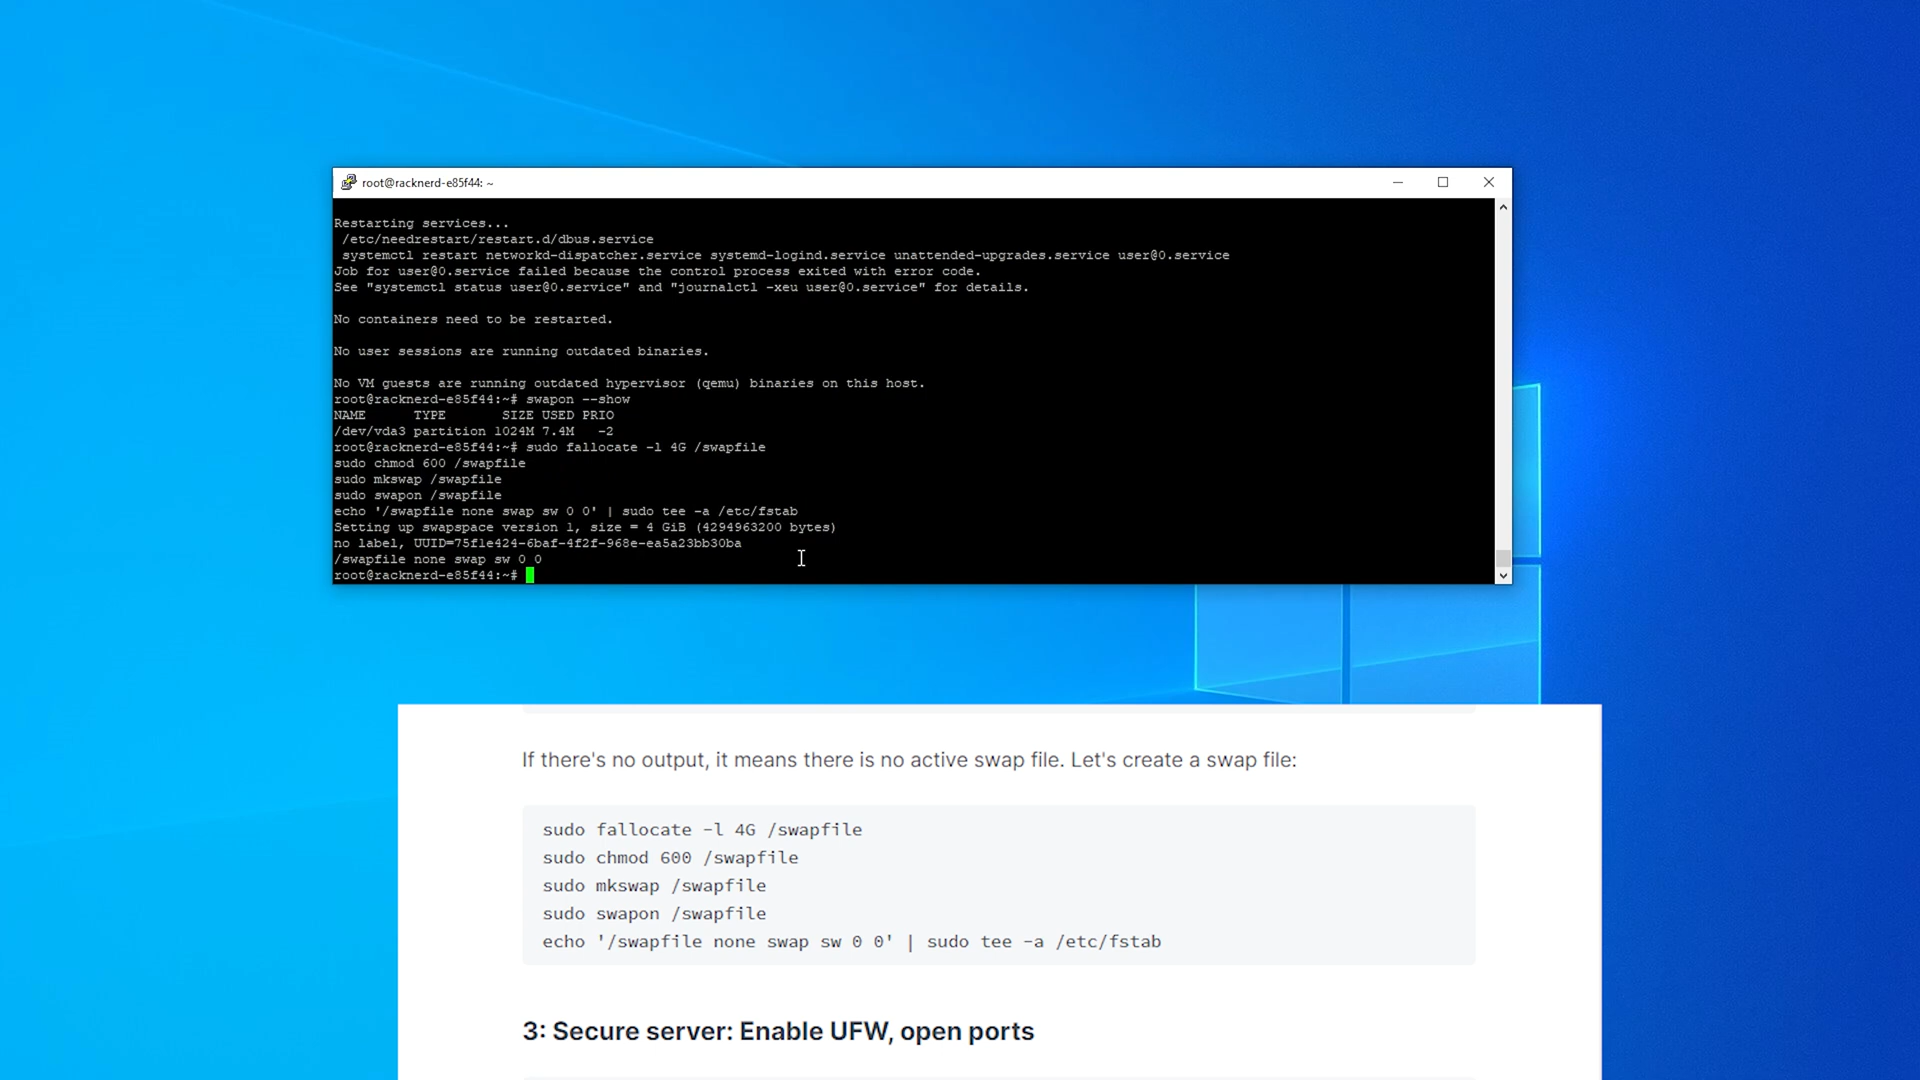 root@racknerd-e85f44: ~
Restarting services...
/etc/needrestart/restart.d/dbus.service
systemctl restart networkd-dispatcher.service systemd-logind.service unattended-upgrades.service user@0.service
Job for user@0.service failed because the control process exited with error code.
See "systemctl status user@0.service" and "journalctl -xeu user@0.service" for details.
No containers need to be restarted.
No user sessions are running outdated binaries.
No VM guests are running outdated hypervisor (qemu) binaries on this host.
root@racknerd-e85f44:~# swapon --show
NAME      TYPE       SIZE USED PRIO
/dev/vda3 partition 1024M 7.4M   -2
root@racknerd-e85f44:~# sudo fallocate -l 4G /swapfile
sudo chmod 600 /swapfile
sudo mkswap /swapfile
sudo swapon /swapfile
echo '/swapfile none swap sw 0 0' | sudo tee -a /etc/fstab
Setting up swapspace version 1, size = 4 GiB (4294963200 bytes)
no label, UUID=75f1e424-6baf-4f2f-968e-ea5a23bb30ba
/swapfile none swap sw 0 0
root@racknerd-e85f44:~#
If there's no output, it means there is no active swap file. Let's create a swap file:
sudo fallocate -l 4G /swapfile
sudo chmod 600 /swapfile
sudo mkswap /swapfile
sudo swapon /swapfile
echo '/swapfile none swap sw 0 0' | sudo tee -a /etc/fstab
3: Secure server: Enable UFW, open ports